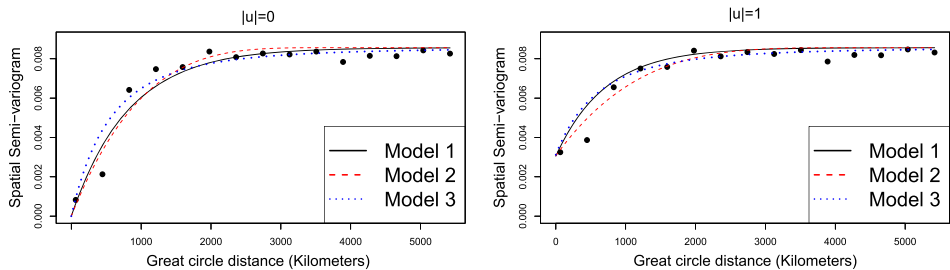 |u|=0
Spatial Semi−variogram
0.000 0.002 0.004 0.006 0.008
Model 1
Model 2
Model 3
1000 2000 3000 4000 5000
Great circle distance (Kilometers)
|u|=1
Spatial Semi−variogram
0.000 0.002 0.004 0.006 0.008
Model 1
Model 2
Model 3
0 1000 2000 3000 4000 5000
Great circle distance (Kilometers)